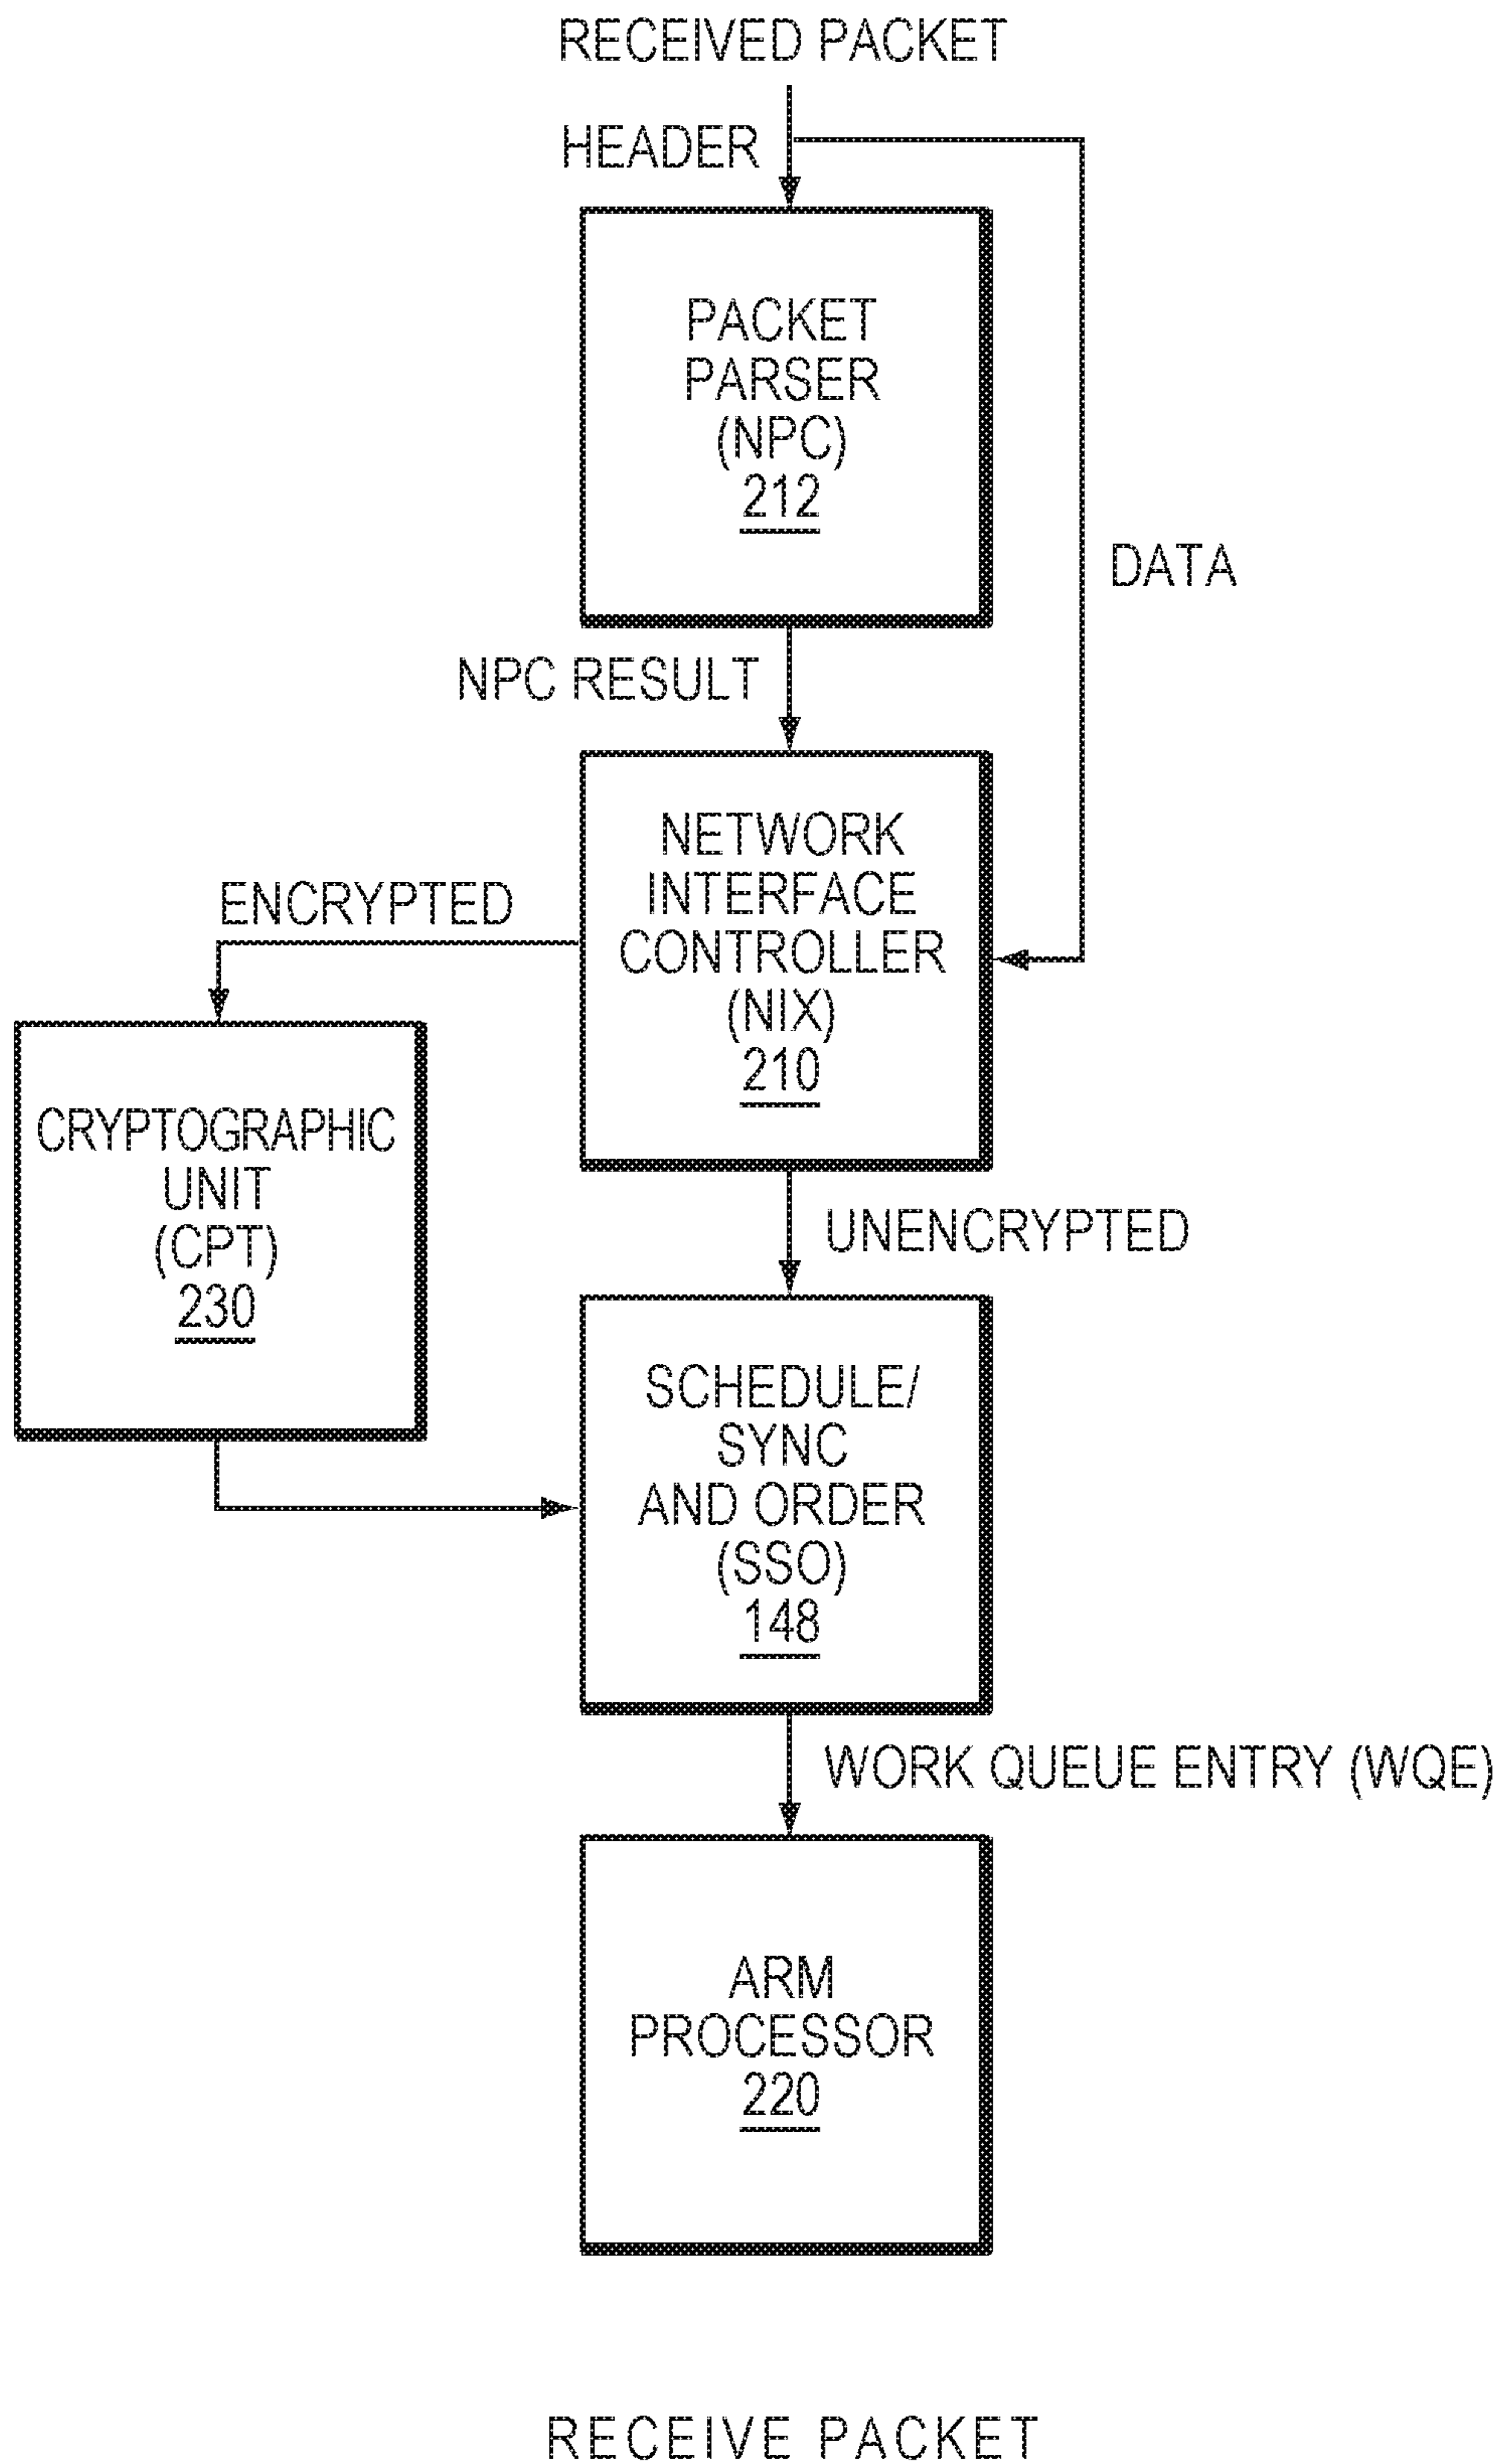 RECEIVED PACKET
HEADER
PACKET
PARSER
(NPC)
212
DATA
NPC RESULT
NETWORK
INTERFACE
CONTROLLER
(NIX)
210
ENCRYPTED
CRYPTOGRAPHIC
UNIT
(CPT)
230
UNENCRYPTED
SCHEDULE/
SYNC
AND ORDER
(SSO)
148
WORK QUEUE ENTRY (WQE)
ARM
PROCESSOR
220
RECEIVE PACKET